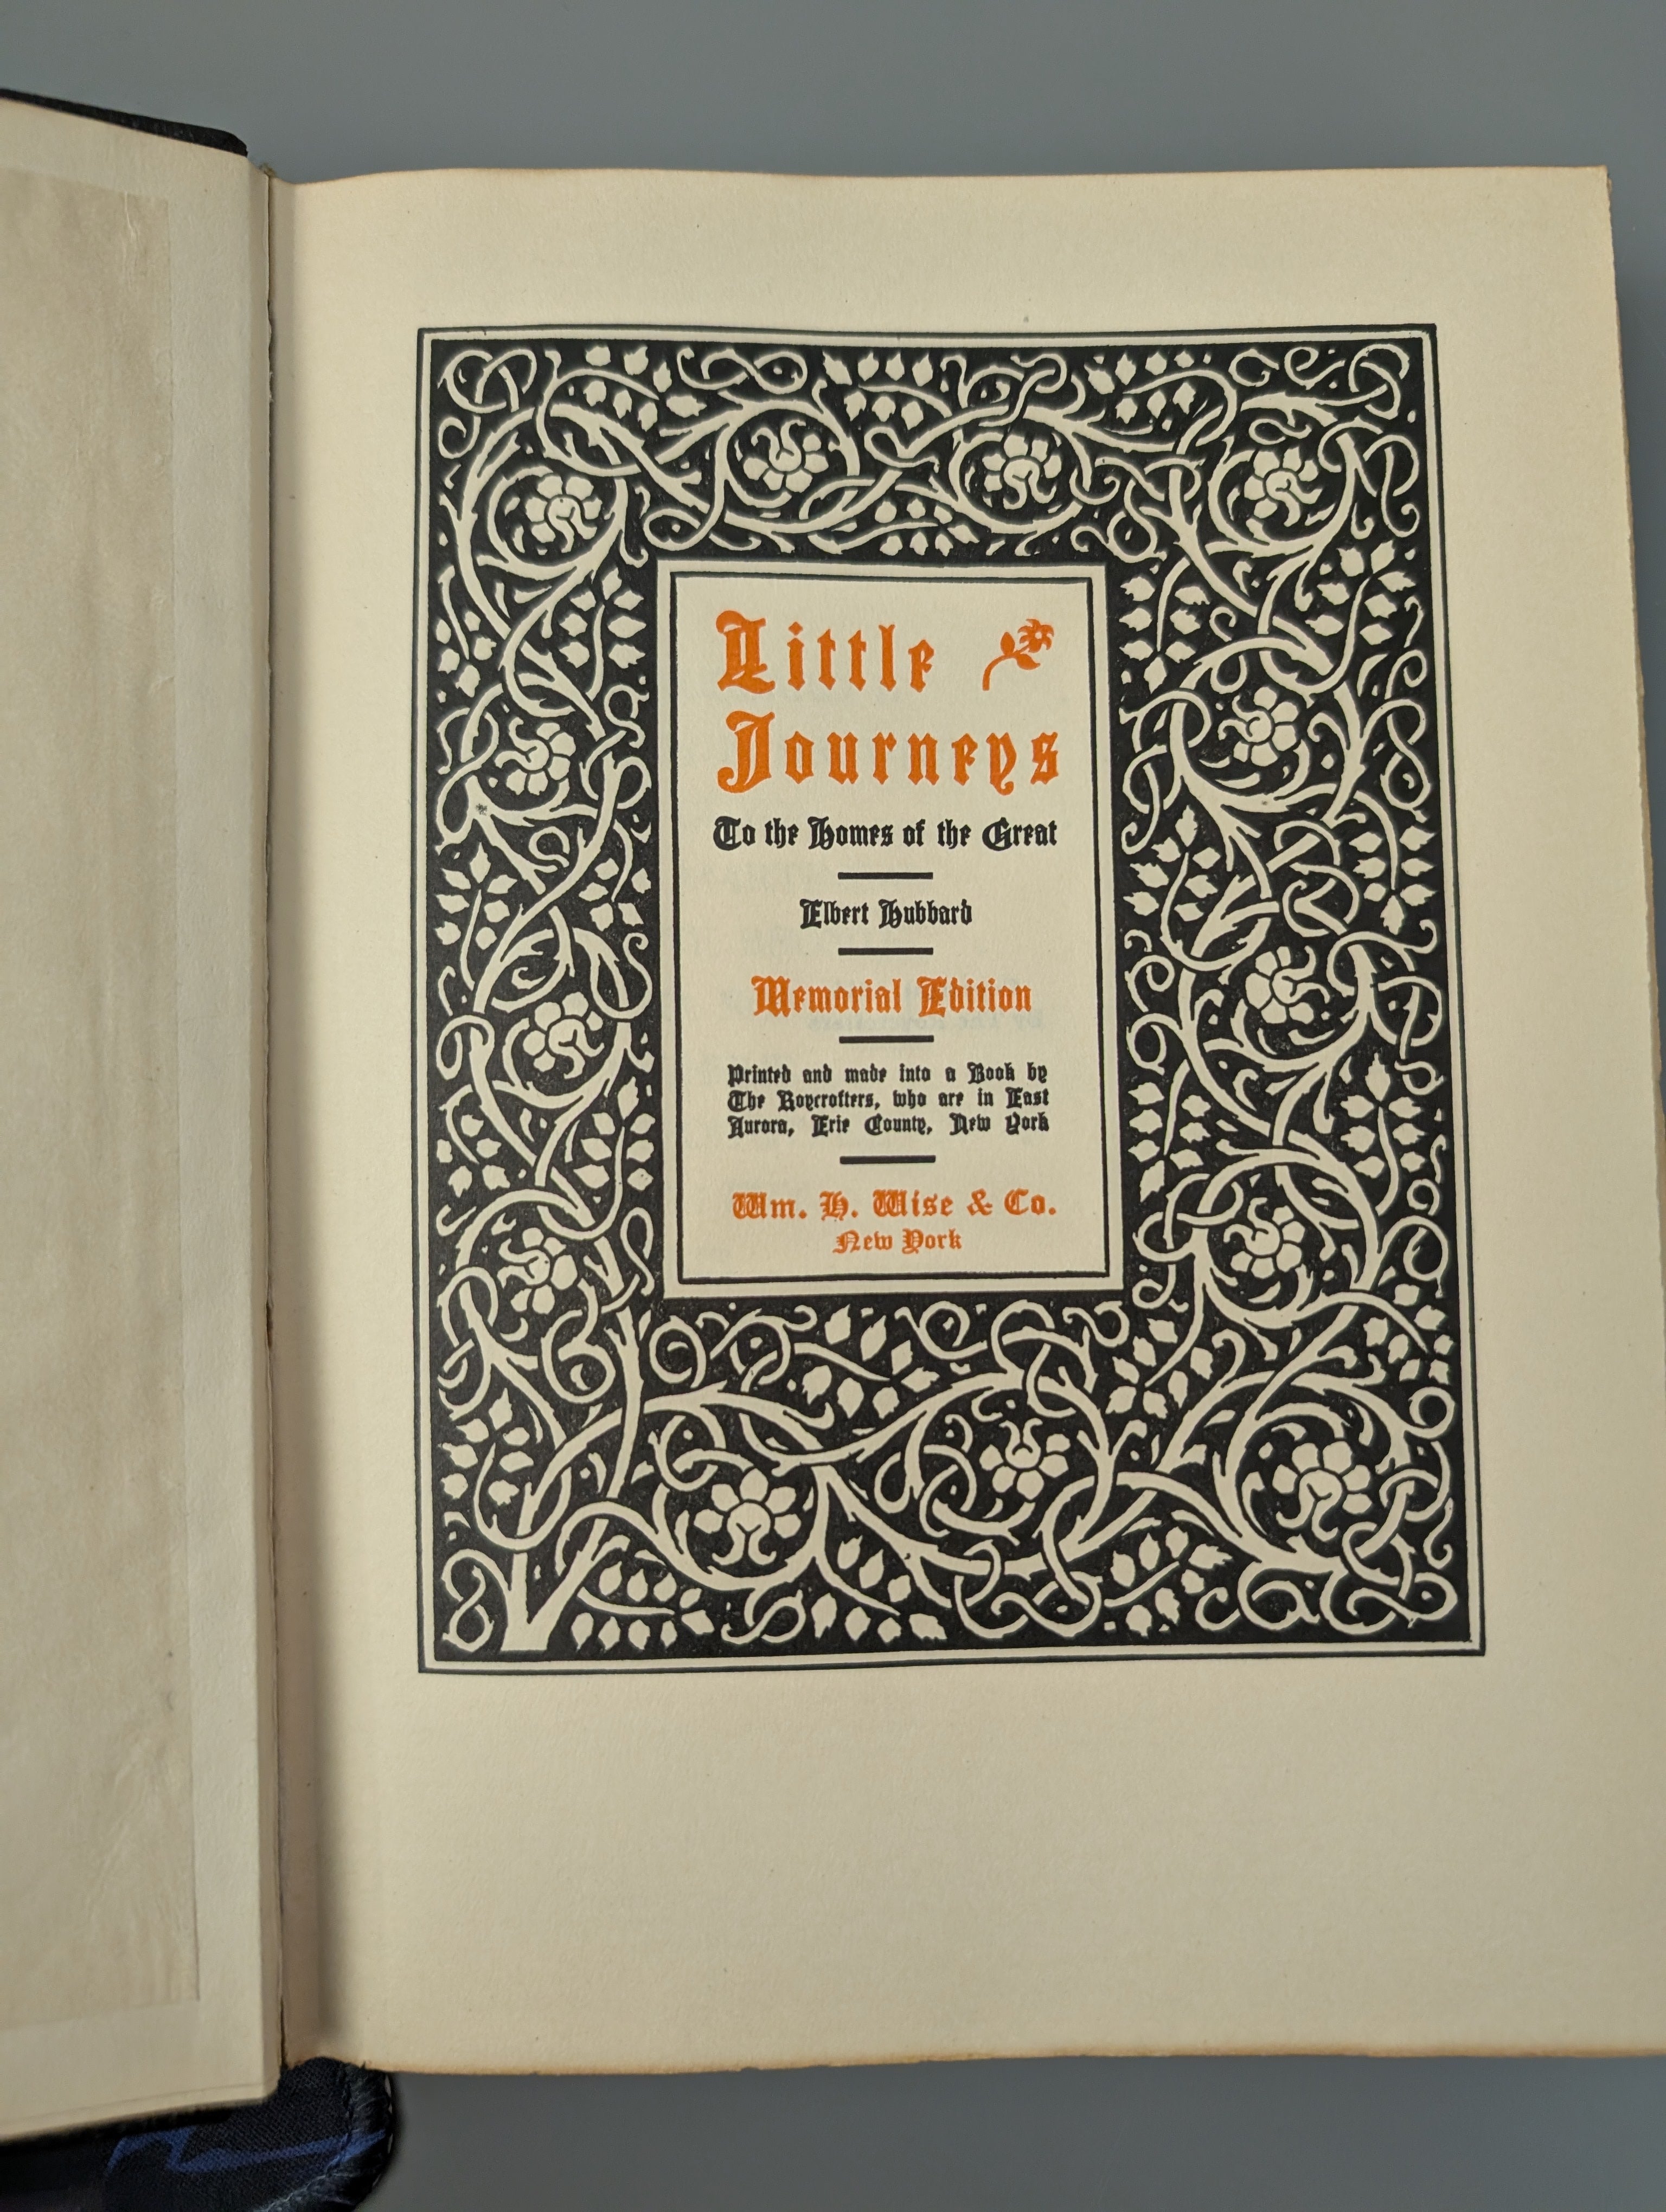 Little
Journeys
To the Homes of the Great
Elbert Hubbard
Memorial Edition
Printed and made into a Book by
The Roycrofters, who are in East
Aurora, Erie County, New York
Wm. H. Wise & Co.
New York